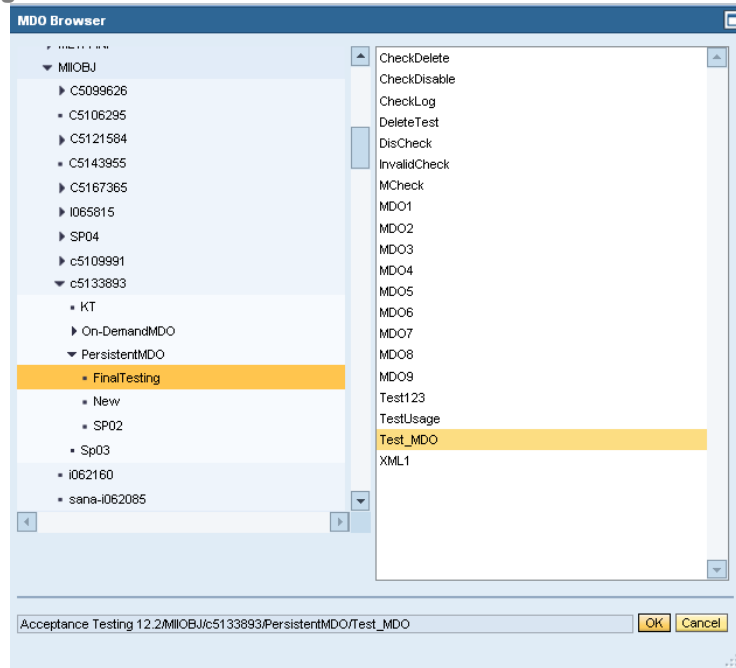 MDO Browser
MIIOBJ
C5099626
C5106295
C5121584
C5143955
C5167365
I065815
SP04
c5109991
c5133893
KT
On-DemandMDO
PersistentMDO
FinalTesting
New
SP02
Sp03
i062160
sana-i062085
CheckDelete
CheckDisable
CheckLog
DeleteTest
DisCheck
InvalidCheck
MCheck
MDO1
MDO2
MDO3
MDO4
MDO5
MDO6
MDO7
MDO8
MDO9
Test123
TestUsage
Test_MDO
XML1
Acceptance Testing 12.2/MIIOBJ/c5133893/PersistentMDO/Test_MDO
OK Cancel